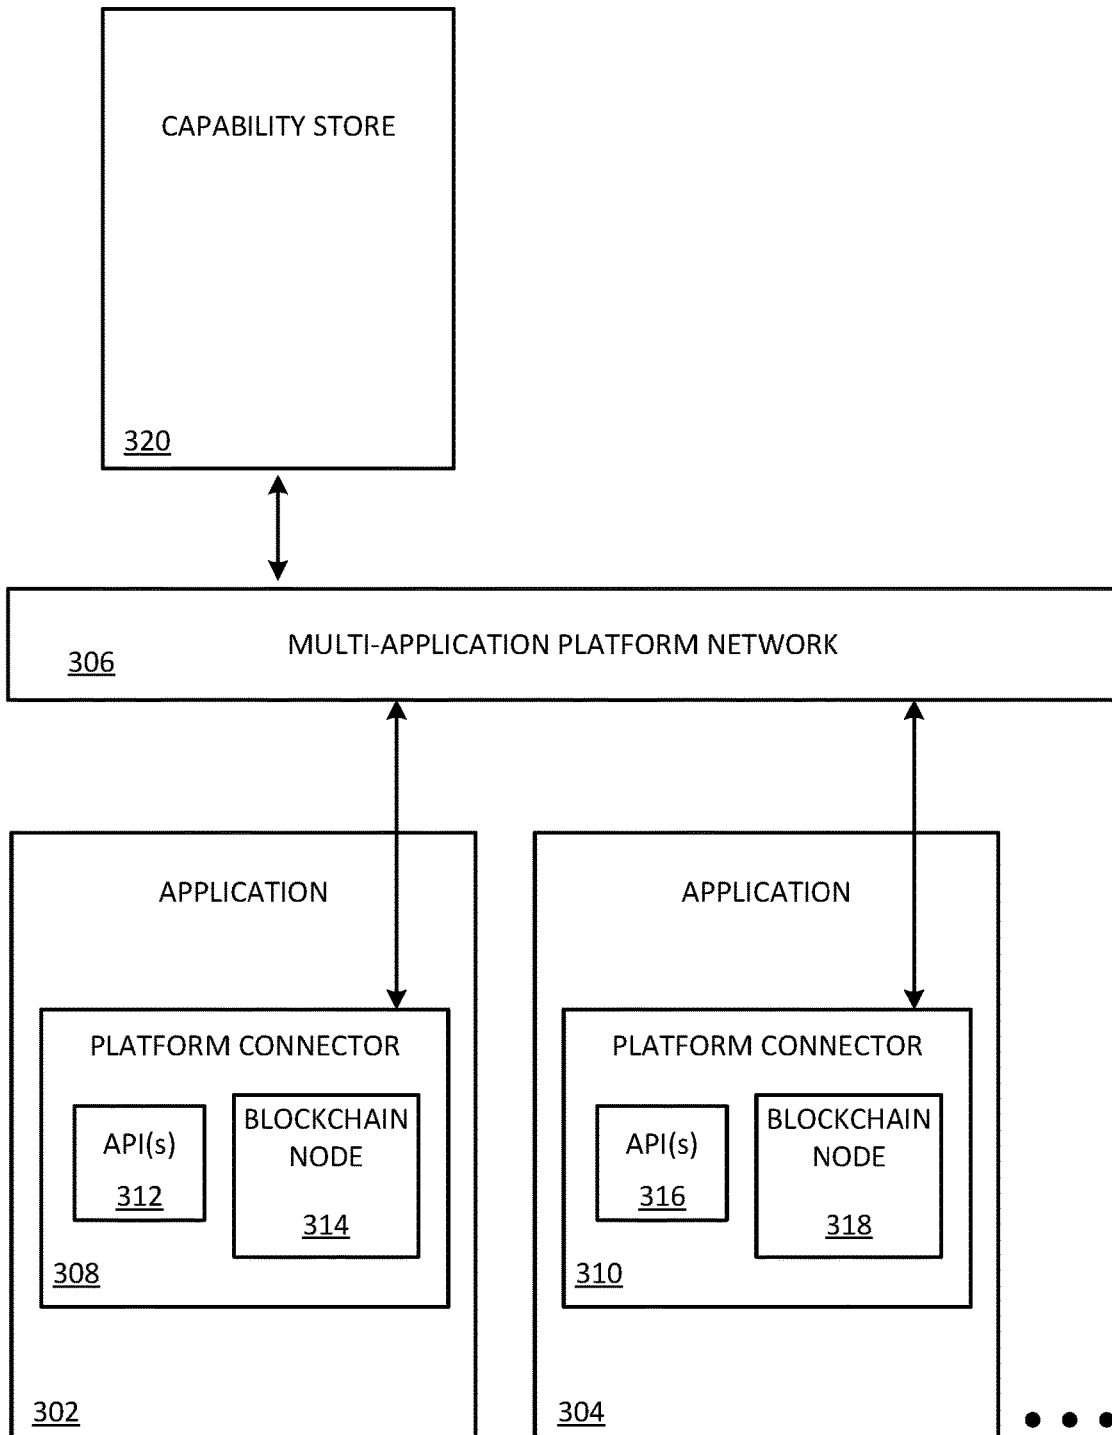 CAPABILITY STORE
320
MULTI-APPLICATION PLATFORM NETWORK
306
APPLICATION
PLATFORM CONNECTOR
API(s)
312
BLOCKCHAIN
NODE
314
308
302
APPLICATION
PLATFORM CONNECTOR
API(s)
316
BLOCKCHAIN
NODE
318
310
304